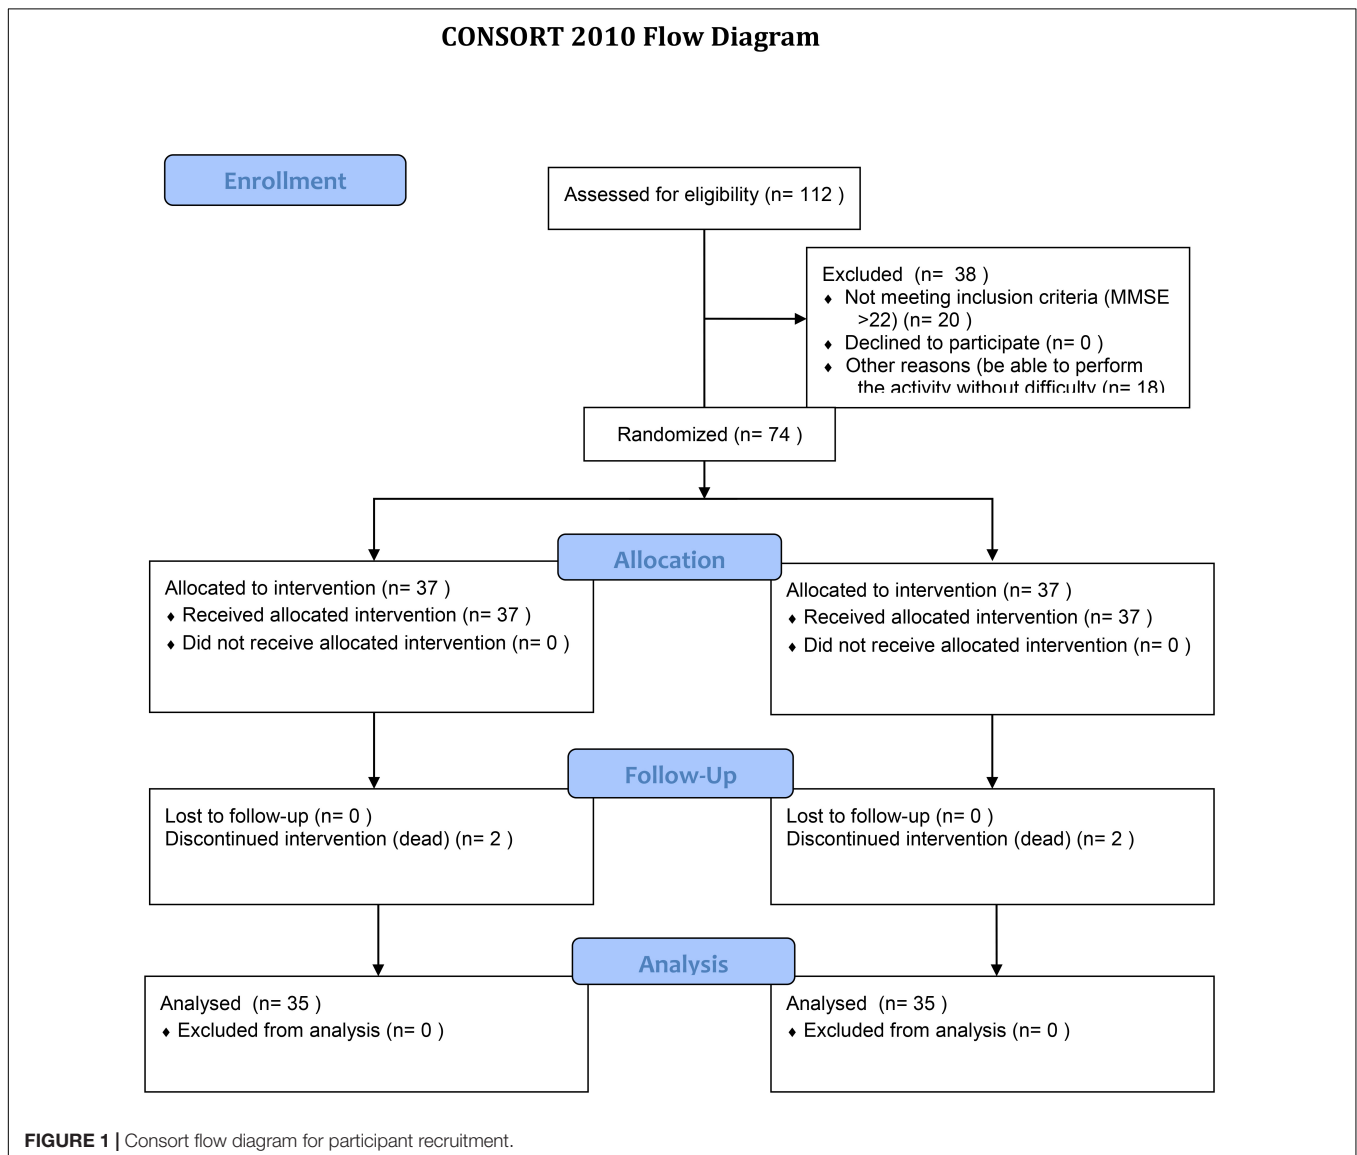 CONSORT 2010 Flow Diagram
Enrollment
Assessed for eligibility (n= 112 )
Excluded (n= 38 )
♦ Not meeting inclusion criteria (MMSE
>22) (n= 20 )
♦ Declined to participate (n= 0 )
♦ Other reasons (be able to perform
the activity without difficulty (n= 18)
Randomized (n= 74 )
Allocation
Allocated to intervention (n= 37 )
♦ Received allocated intervention (n= 37 )
♦ Did not receive allocated intervention (n= 0 )
Allocated to intervention (n= 37 )
♦ Received allocated intervention (n= 37 )
♦ Did not receive allocated intervention (n= 0 )
Follow-Up
Lost to follow-up (n= 0 )
Discontinued intervention (dead) (n= 2 )
Lost to follow-up (n= 0 )
Discontinued intervention (dead) (n= 2 )
Analysis
Analysed (n= 35 )
♦ Excluded from analysis (n= 0 )
Analysed (n= 35 )
♦ Excluded from analysis (n= 0 )
FIGURE 1 | Consort flow diagram for participant recruitment.